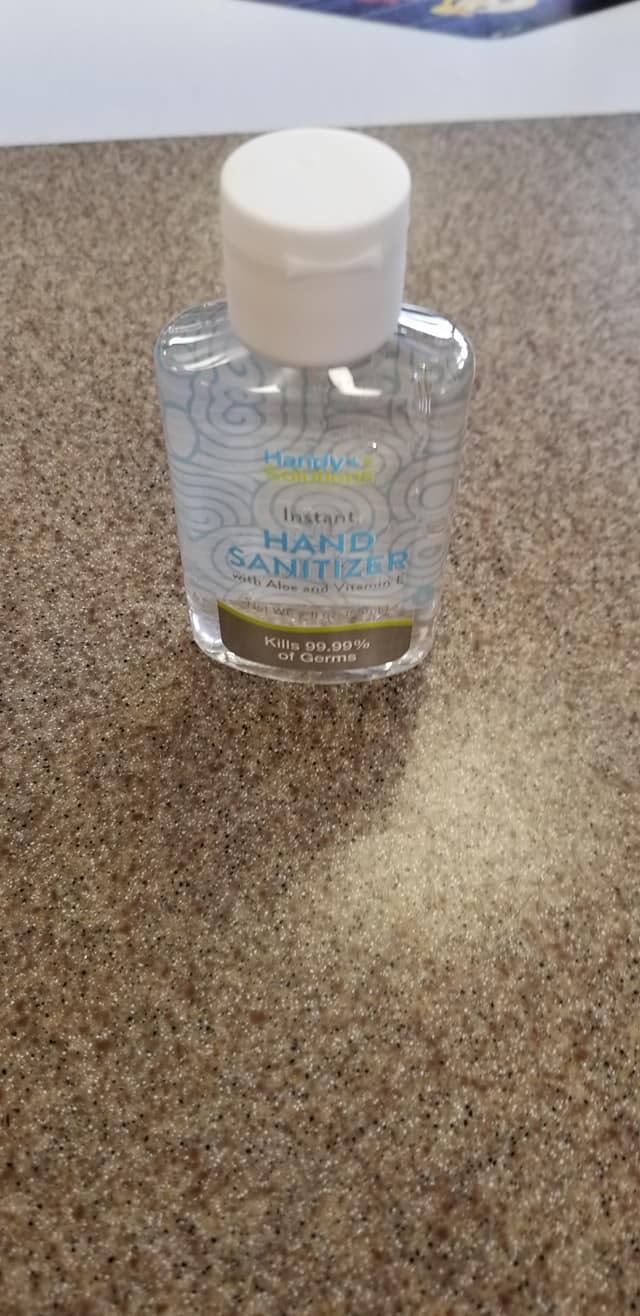 Handy
Solutions
Instant
HAND
SANITIZER
with Aloe and Vitamin E
Kills 99.99%
of Germs